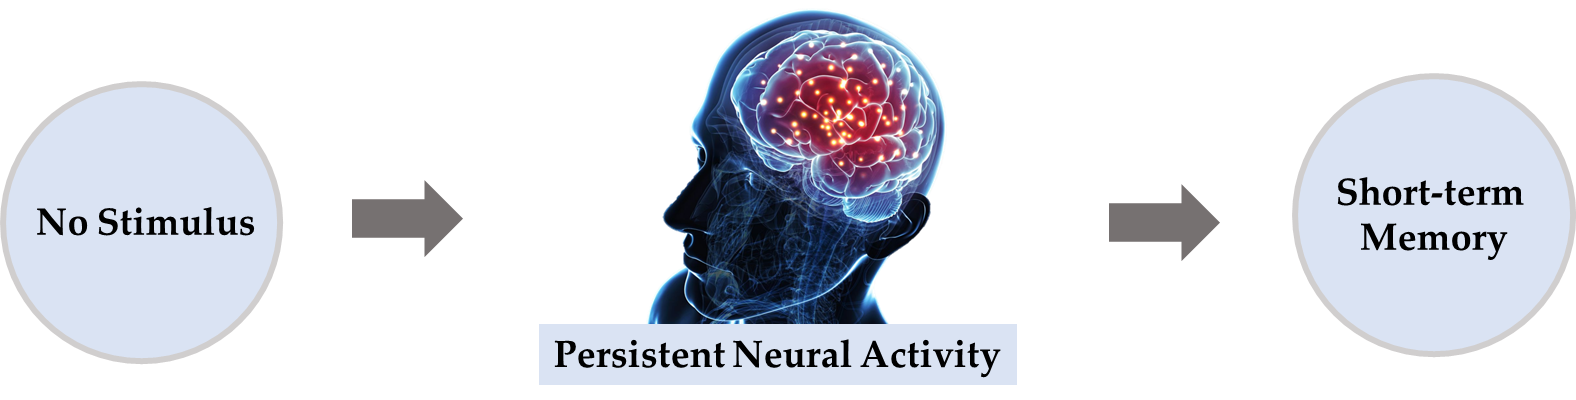 No Stimulus
Persistent Neural Activity
Short-term
Memory